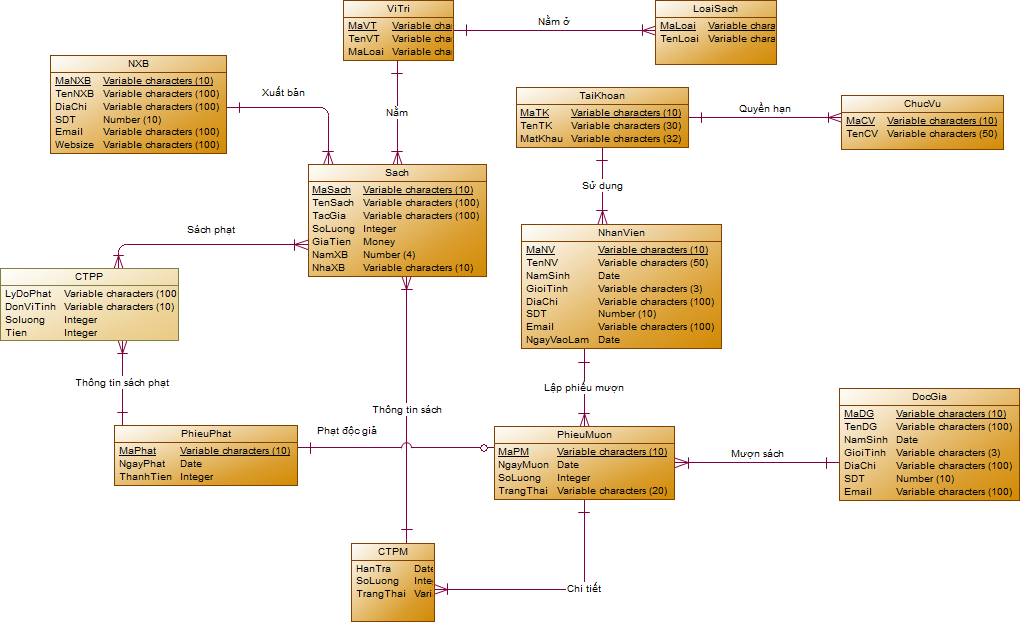 ViTri
MaVT Variable cha
TenVT Variable cha
MaLoai Variable cha
Nằm ở
LoaiSach
MaLoai Variable chara
TenLoai Variable chara
NXB
MaNXB Variable characters (10)
TenNXB Variable characters (100)
DiaChi Variable characters (100)
SDT Number (10)
Email Variable characters (100)
Websize Variable characters (100)
Xuất bản
Nằm
TaiKhoan
MaTK Variable characters (10)
TenTK Variable characters (30)
MatKhau Variable characters (32)
Quyền hạn
ChucVu
MaCV Variable characters (10)
TenCV Variable characters (50)
Sach
MaSach Variable characters (10)
TenSach Variable characters (100)
TacGia Variable characters (100)
SoLuong Integer
GiaTien Money
NamXB Number (4)
NhaXB Variable characters (10)
Sử dụng
Sách phạt
NhanVien
MaNV Variable characters (10)
TenNV Variable characters (50)
NamSinh Date
GioiTinh Variable characters (3)
DiaChi Variable characters (100)
SDT Number (10)
Email Variable characters (100)
NgayVaoLam Date
CTPP
LyDoPhat Variable characters (100
DonViTinh Variable characters (10)
Soluong Integer
Tien Integer
Thông tin sách phạt
Thông tin sách
Lập phiếu mượn
DocGia
MaDG Variable characters (10)
TenDG Variable characters (100)
NamSinh Date
GioiTinh Variable characters (3)
DiaChi Variable characters (100)
SDT Number (10)
Email Variable characters (100)
PhieuPhat
MaPhat Variable characters (10)
NgayPhat Date
ThanhTien Integer
Phạt độc giả
PhieuMuon
MaPM Variable characters (10)
NgayMuon Date
SoLuong Integer
TrangThai Variable characters (20)
Mượn sách
CTPM
HanTra Date
SoLuong Inte
TrangThai Vari
Chi tiết